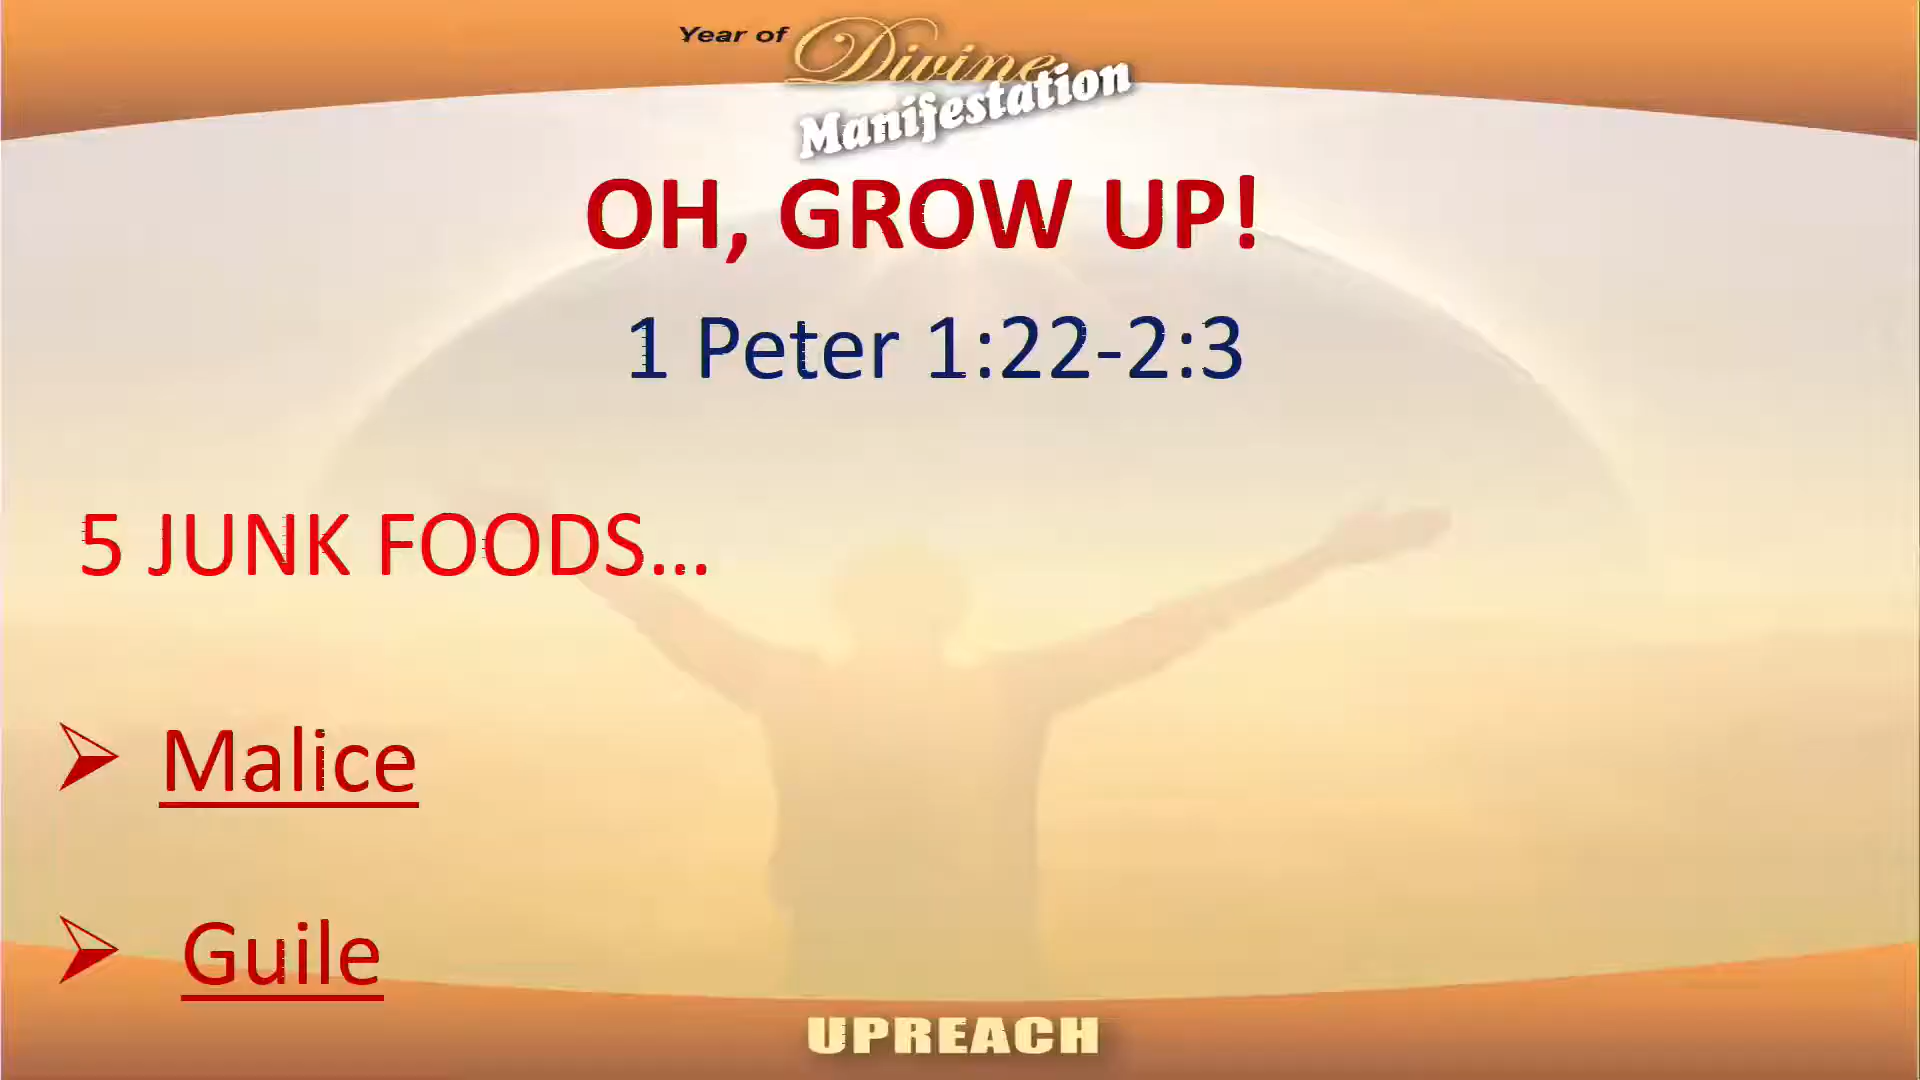 Year of Divine
Manifestation
OH, GROW UP!
1 Peter 1:22-2:3
5 JUNK FOODS...
➢ Malice
➢ Guile
UPREACH